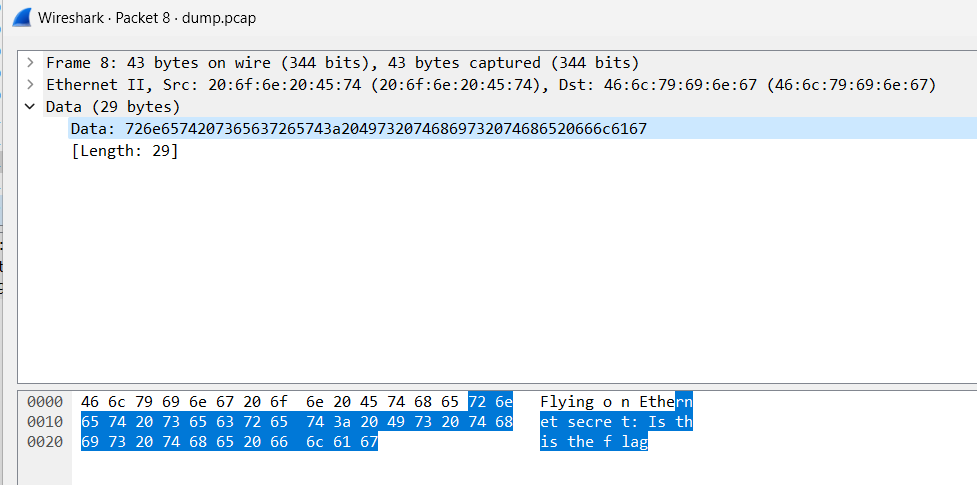 Wireshark · Packet 8 · dump.pcap
Frame 8: 43 bytes on wire (344 bits), 43 bytes captured (344 bits)
Ethernet II, Src: 20:6f:6e:20:45:74 (20:6f:6e:20:45:74), Dst: 46:6c:79:69:6e:67 (46:6c:79:69:6e:67)
Data (29 bytes)
Data: 726e6574207365637265743a20497320746869732074686520666c6167
[Length: 29]
0000 46 6c 79 69 6e 67 20 6f 6e 20 45 74 68 65 72 6e Flying o n Ethern
0010 65 74 20 73 65 63 72 65 74 3a 20 49 73 20 74 68 et secre t: Is th
0020 69 73 20 74 68 65 20 66 6c 61 67 is the f lag